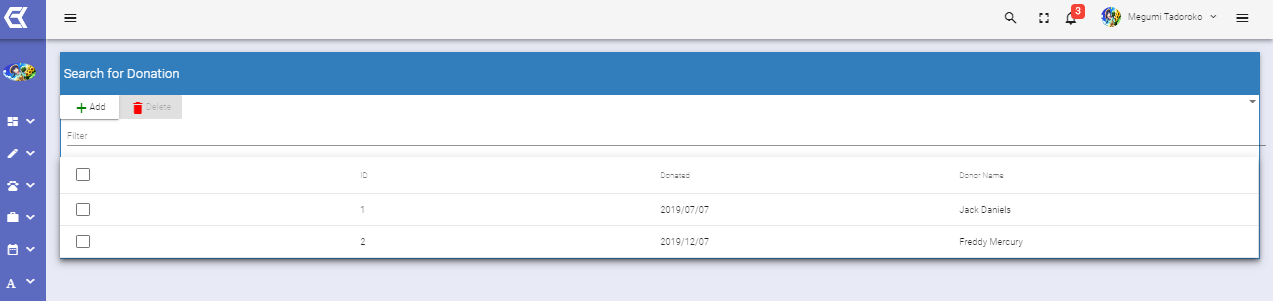 3
Megumi Tadoroko
Search for Donation
Add Delete
Filter
ID Donated Donor Name
1 2019/07/07 Jack Daniels
2 2019/12/07 Freddy Mercury
A